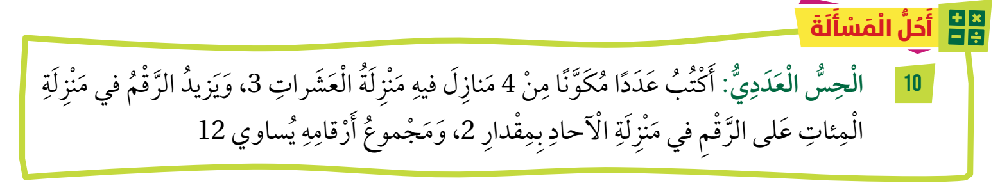 أَحُلُّ الْمَسْأَلَةَ
10 الْحِسُّ الْعَدَدِيُّ: أَكْتُبُ عَدَدًا مُكَوَّنًا مِنْ 4 مَنازِلَ فيهِ مَنْزِلَةُ الْعَشَراتِ 3، وَيَزيدُ الرَّقْمُ في مَنْزِلَةِ
الْمِئاتِ عَلى الرَّقْمِ في مَنْزِلَةِ الْآحادِ بِمِقْدارِ 2، وَمَجْموعُ أَرْقامِهِ يُساوي 12